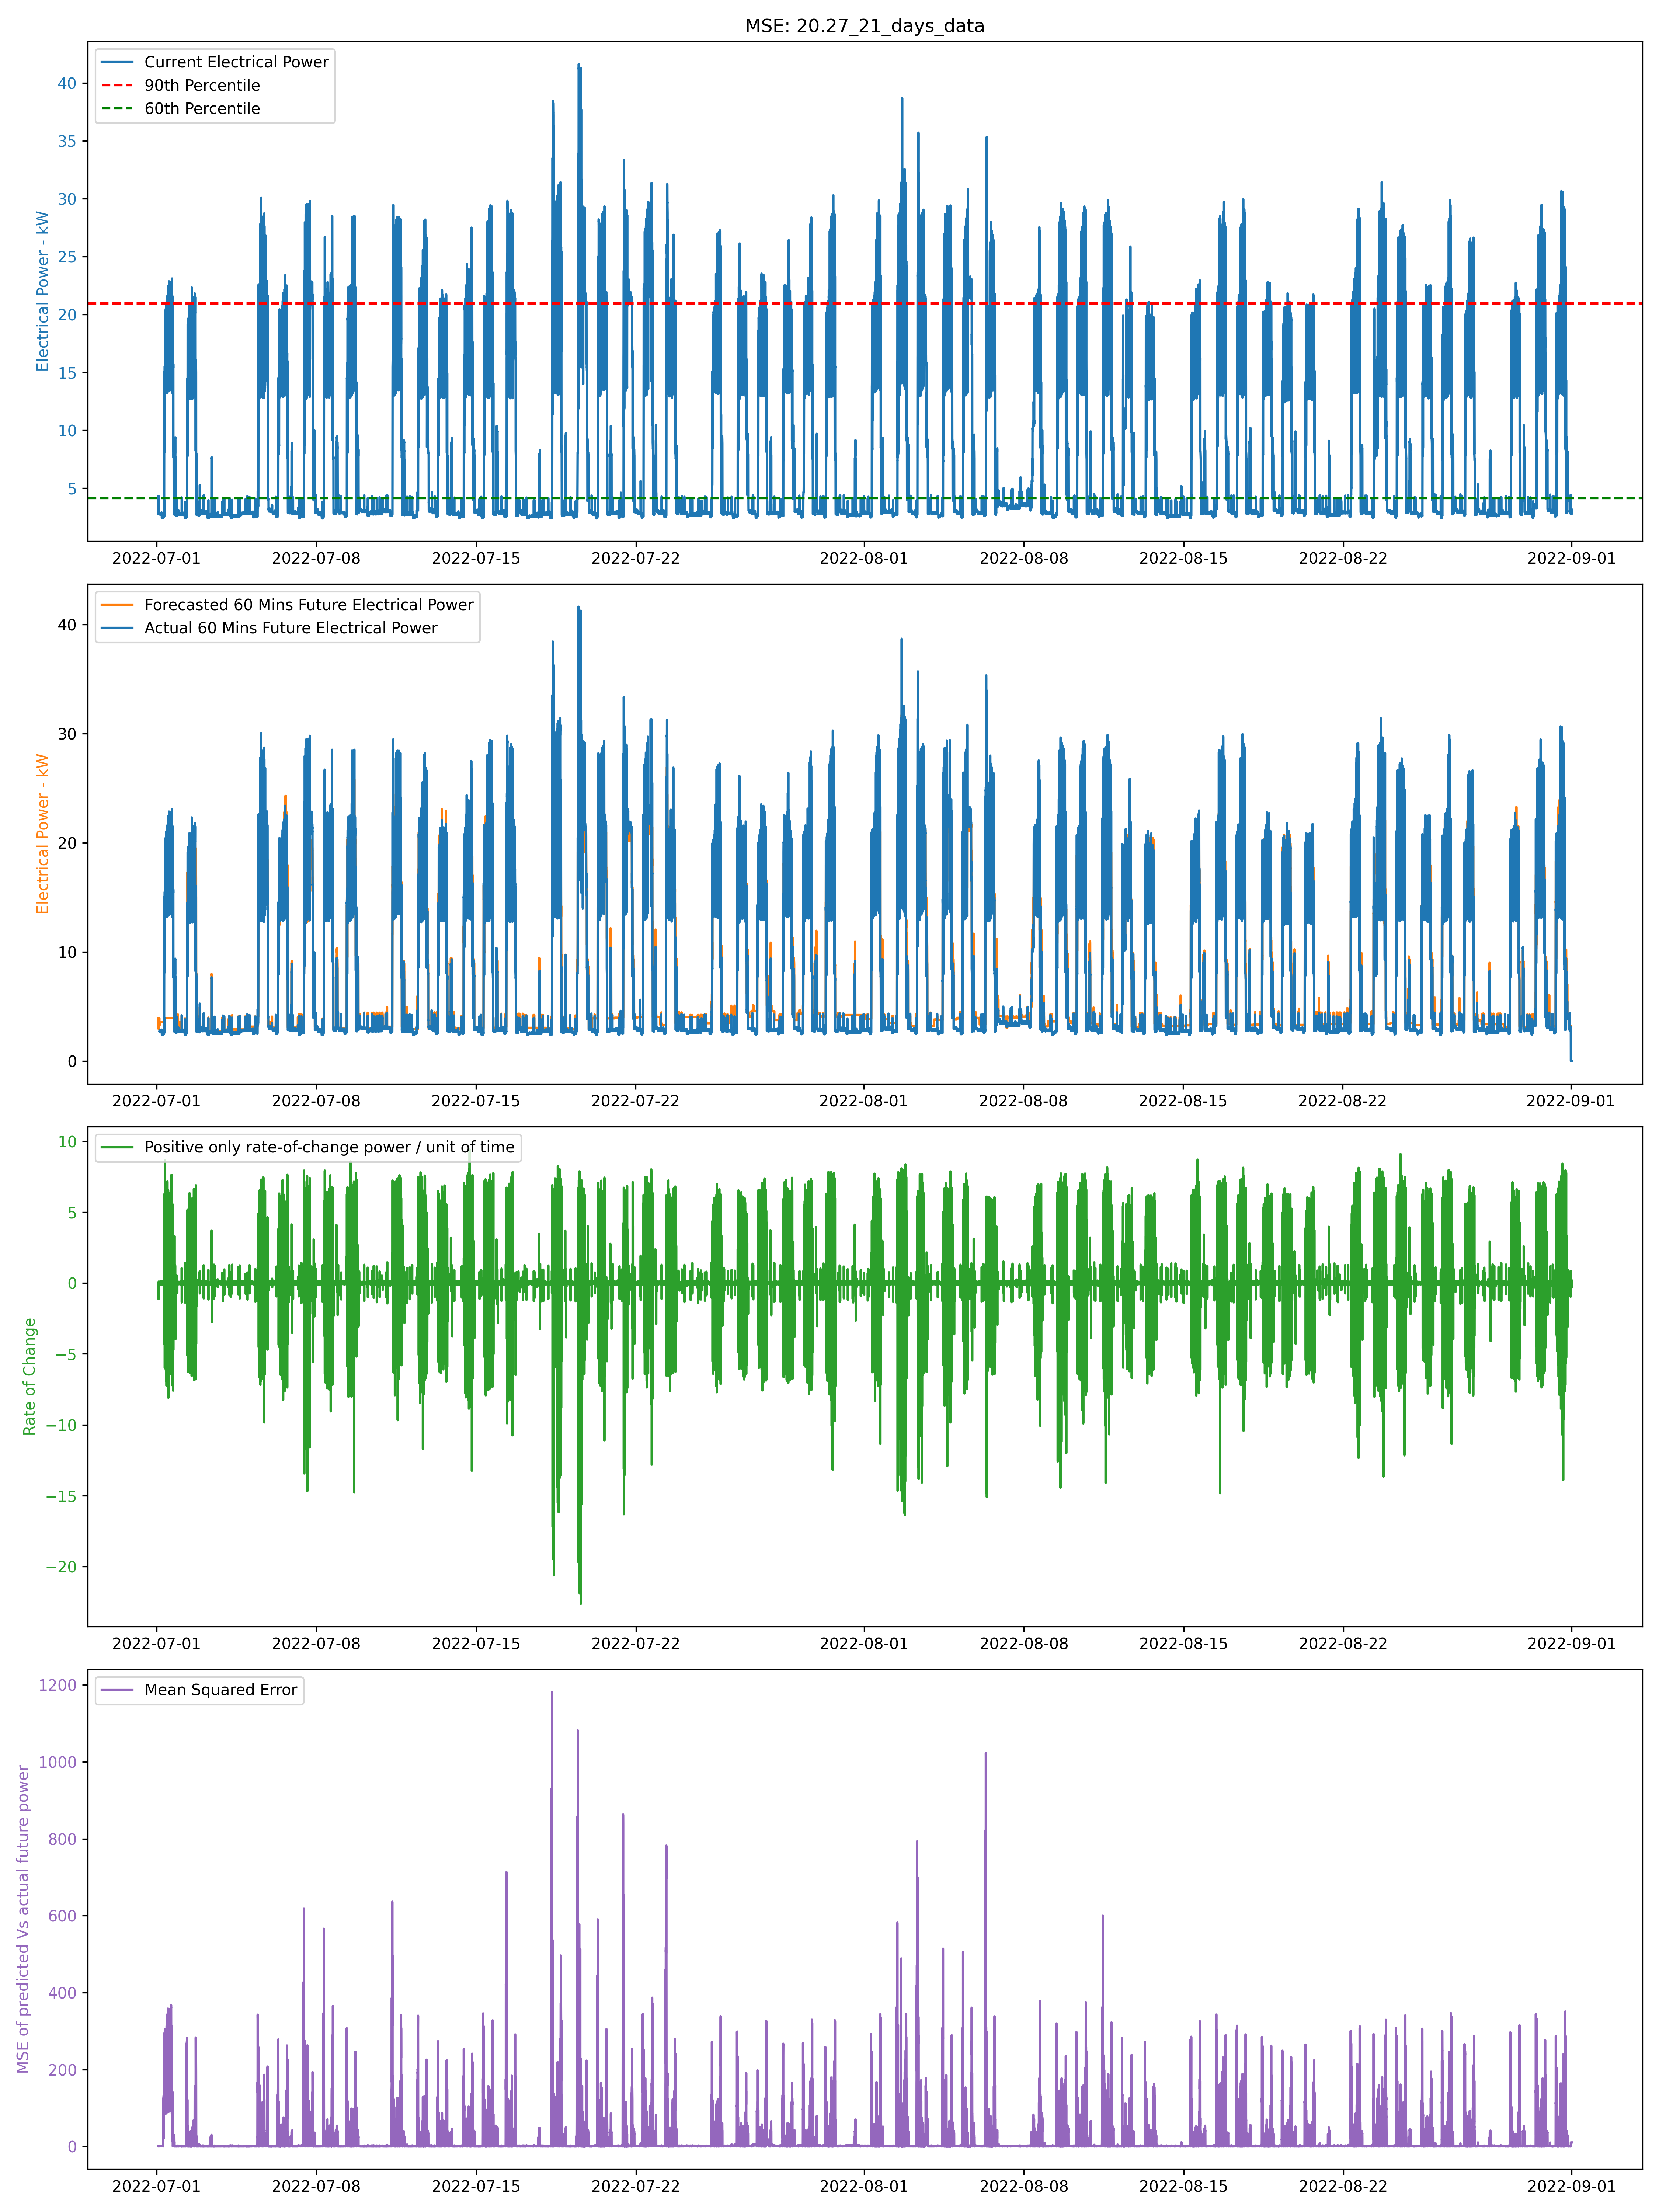 MSE: 20.27_21_days_data
Current Electrical Power
90th Percentile
60th Percentile
Electrical Power - kW
40
35
30
25
20
15
10
5
2022-07-01 2022-07-08 2022-07-15 2022-07-22 2022-08-01 2022-08-08 2022-08-15 2022-08-22 2022-09-01
Forecasted 60 Mins Future Electrical Power
Actual 60 Mins Future Electrical Power
Electrical Power - kW
40
30
20
10
0
2022-07-01 2022-07-08 2022-07-15 2022-07-22 2022-08-01 2022-08-08 2022-08-15 2022-08-22 2022-09-01
Positive only rate-of-change power / unit of time
Rate of Change
10
5
0
−5
−10
−15
−20
2022-07-01 2022-07-08 2022-07-15 2022-07-22 2022-08-01 2022-08-08 2022-08-15 2022-08-22 2022-09-01
Mean Squared Error
MSE of predicted Vs actual future power
1200
1000
800
600
400
200
0
2022-07-01 2022-07-08 2022-07-15 2022-07-22 2022-08-01 2022-08-08 2022-08-15 2022-08-22 2022-09-01